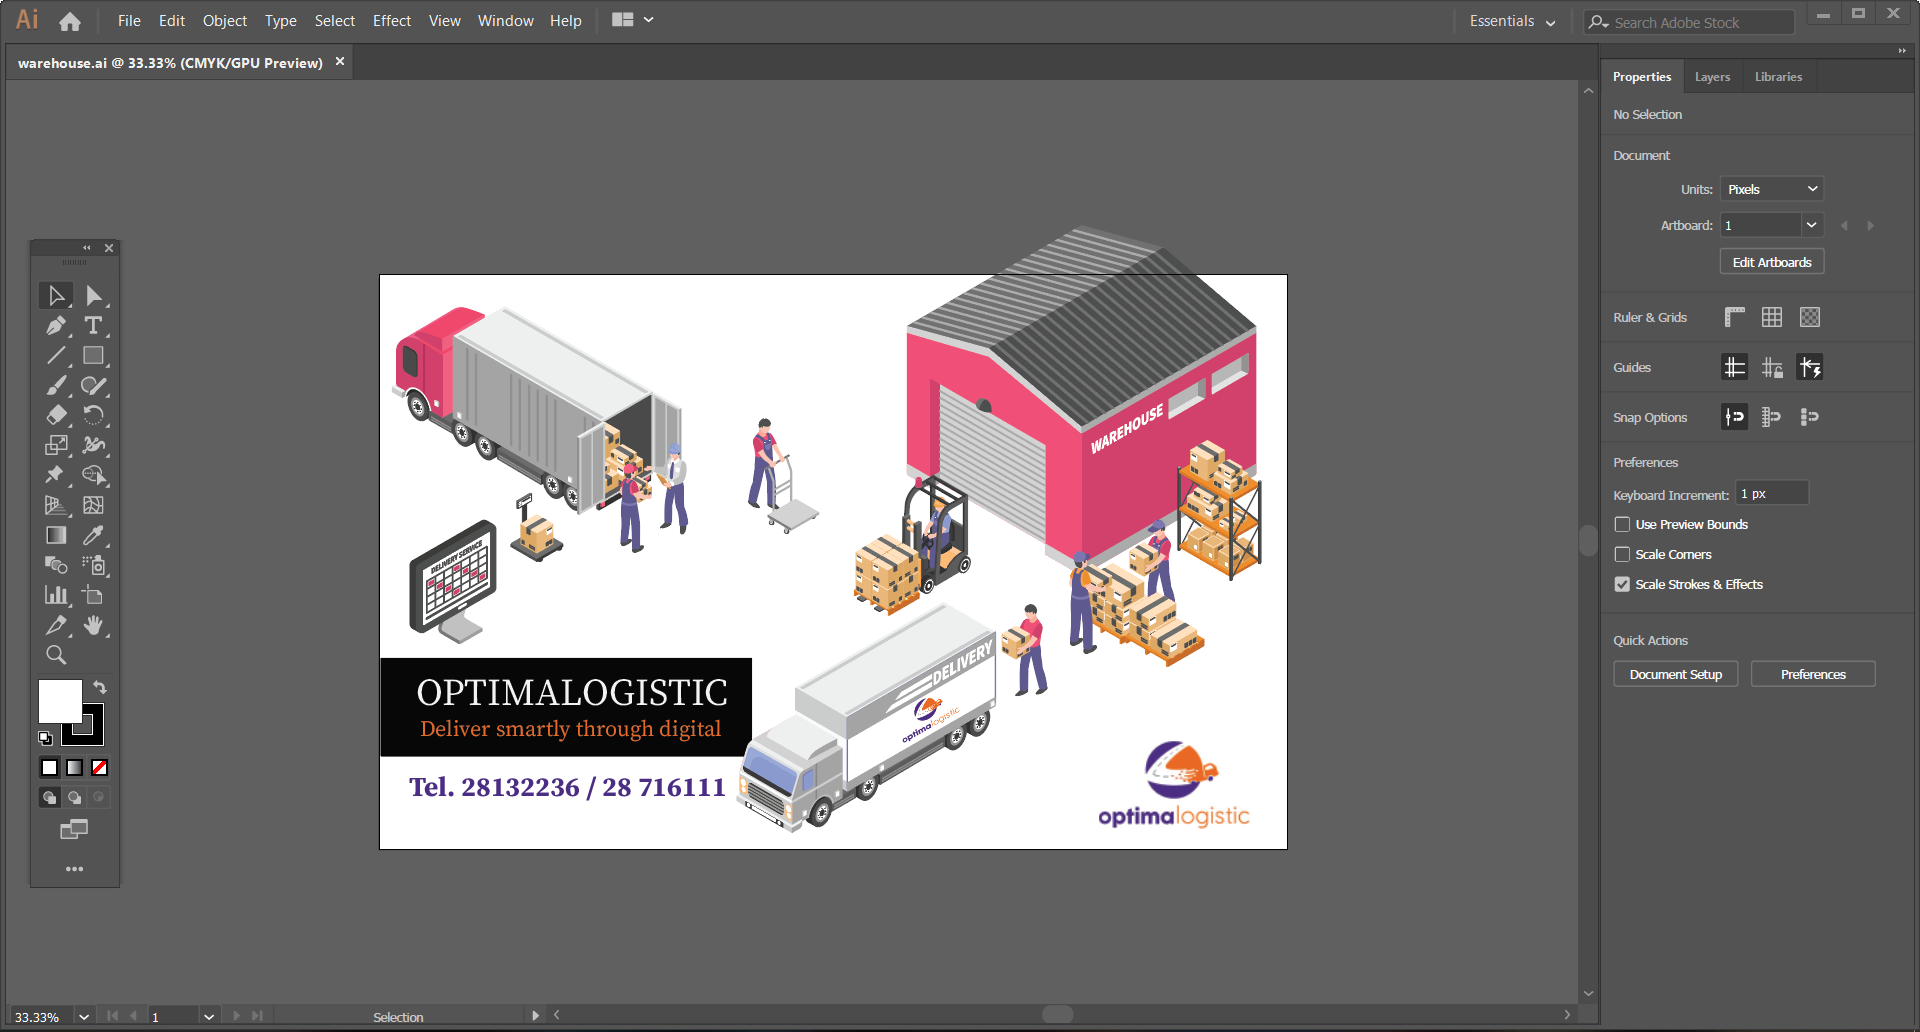 Ai File Edit Object Type Select Effect View Window Help Essentials Search Adobe Stock
warehouse.ai @ 33.33% (CMYK/GPU Preview)
Properties Layers Libraries
No Selection
Document
Units: Pixels
Artboard: 1
Edit Artboards
Ruler & Grids
Guides
Snap Options
Preferences
Keyboard Increment: 1 px
Use Preview Bounds
Scale Corners
Scale Strokes & Effects
Quick Actions
Document Setup Preferences
WAREHOUSE
DELIVERY SERVICE
DELIVERY
optimalogistic
OPTIMALOGISTIC
Deliver smartly through digital
Tel. 28132236 / 28 716111
optimalogistic
33.33% 1 Selection